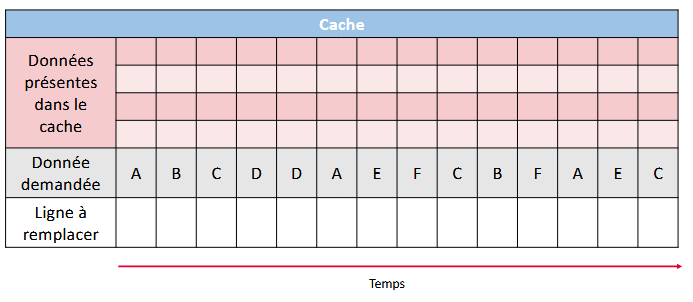 Cache
Données
présentes
dans le
cache
Donnée
demandée
A B C D D A E F C B F A E C
Ligne à
remplacer
Temps